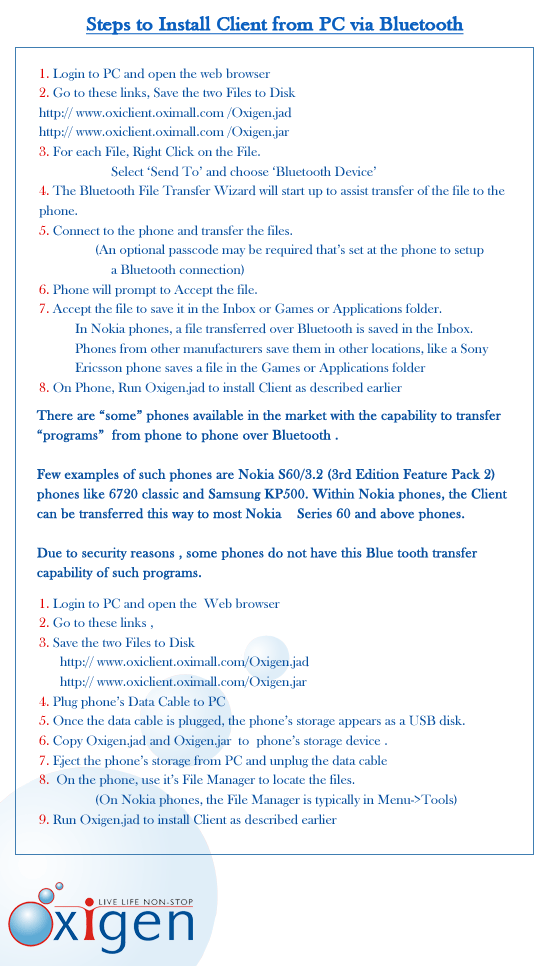 Steps to Install Client from PC via Bluetooth
1. Login to PC and open the web browser
2. Go to these links, Save the two Files to Disk
http:// www.oxiclient.oximall.com /Oxigen.jad
http:// www.oxiclient.oximall.com /Oxigen.jar
3. For each File, Right Click on the File.
Select ‘Send To’ and choose ‘Bluetooth Device’
4. The Bluetooth File Transfer Wizard will start up to assist transfer of the file to the
phone.
5. Connect to the phone and transfer the files.
(An optional passcode may be required that’s set at the phone to setup
a Bluetooth connection)
6. Phone will prompt to Accept the file.
7. Accept the file to save it in the Inbox or Games or Applications folder.
In Nokia phones, a file transferred over Bluetooth is saved in the Inbox.
Phones from other manufacturers save them in other locations, like a Sony
Ericsson phone saves a file in the Games or Applications folder
8. On Phone, Run Oxigen.jad to install Client as described earlier
There are “some” phones available in the market with the capability to transfer
“programs” from phone to phone over Bluetooth .
Few examples of such phones are Nokia S60/3.2 (3rd Edition Feature Pack 2)
phones like 6720 classic and Samsung KP500. Within Nokia phones, the Client
can be transferred this way to most Nokia Series 60 and above phones.
Due to security reasons , some phones do not have this Blue tooth transfer
capability of such programs.
1. Login to PC and open the Web browser
2. Go to these links ,
3. Save the two Files to Disk
http:// www.oxiclient.oximall.com/Oxigen.jad
http:// www.oxiclient.oximall.com/Oxigen.jar
4. Plug phone’s Data Cable to PC
5. Once the data cable is plugged, the phone’s storage appears as a USB disk.
6. Copy Oxigen.jad and Oxigen.jar to phone’s storage device .
7. Eject the phone’s storage from PC and unplug the data cable
8. On the phone, use it’s File Manager to locate the files.
(On Nokia phones, the File Manager is typically in Menu->Tools)
9. Run Oxigen.jad to install Client as described earlier
LIVE LIFE NON-STOP
Oxigen